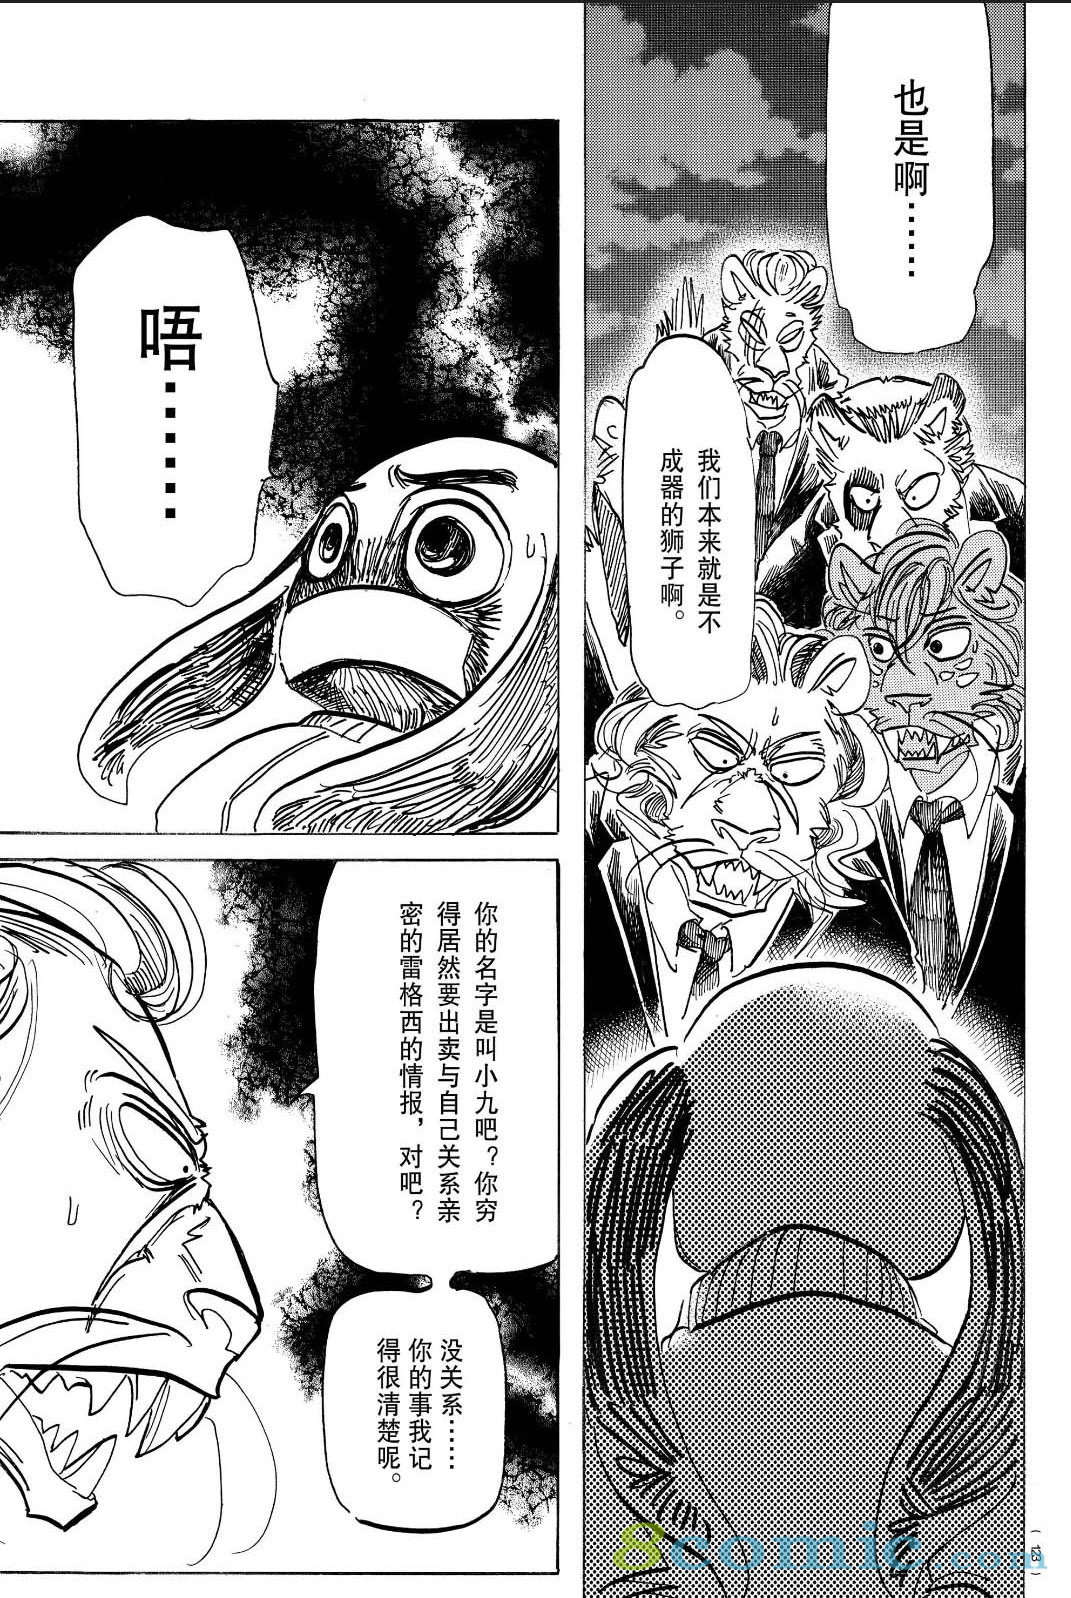 也是啊……
我们本来就是不
成器的狮子啊。
唔……
你的名字是叫小九吧？你穷
得居然要出卖与自己关系亲
密的雷格西的情报，对吧？
没关系……
你的事我记
得很清楚呢。
(123)
8comic.com